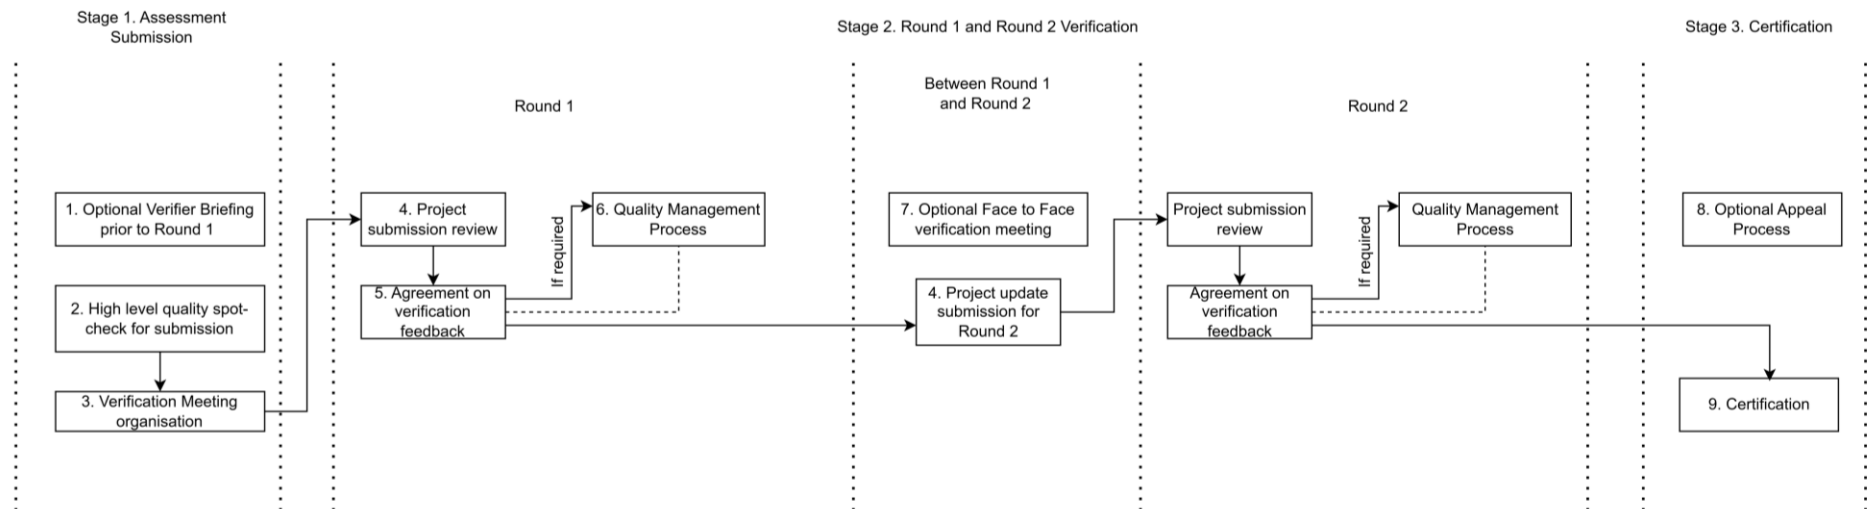 Stage 1. Assessment
Submission
Stage 2. Round 1 and Round 2 Verification
Stage 3. Certification
Round 1
Between Round 1
and Round 2
Round 2
1. Optional Verifier Briefing
prior to Round 1
2. High level quality spot-
check for submission
3. Verification Meeting
organisation
4. Project
submission review
5. Agreement on
verification
feedback
If required
6. Quality Management
Process
7. Optional Face to Face
verification meeting
4. Project update
submission for
Round 2
Project submission
review
Agreement on
verification
feedback
If required
Quality Management
Process
8. Optional Appeal
Process
9. Certification